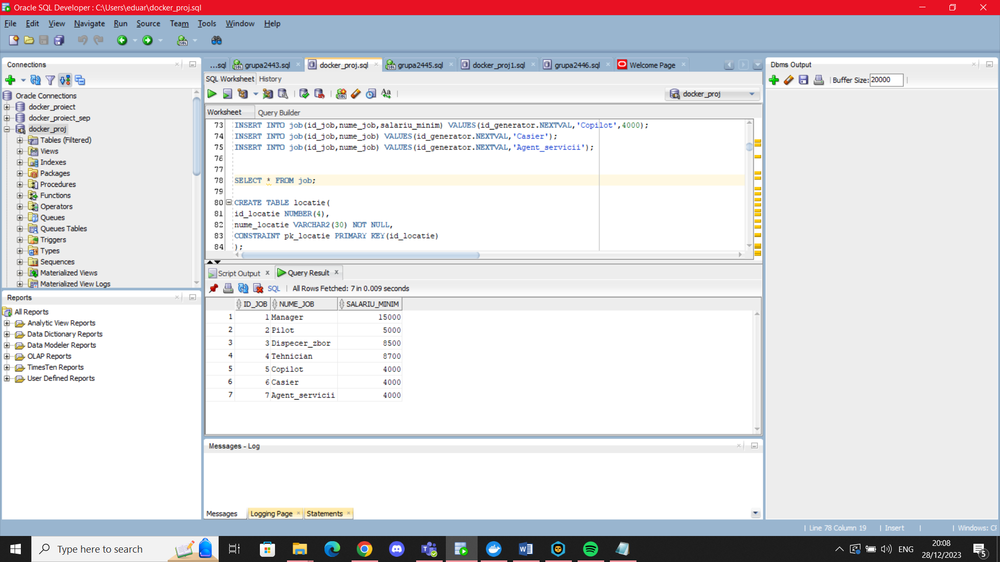 Oracle SQL Developer : C:\Users\eduar\docker_proj.sql
File Edit View Navigate Run Source Team Tools Window Help
Connections
Oracle Connections
docker_proiect
docker_proiect_sep
docker_proj
Tables (Filtered)
Views
Indexes
Packages
Procedures
Functions
Operators
Queues
Queues Tables
Triggers
Types
Sequences
Materialized Views
Materialized View Logs
Reports
All Reports
Analytic View Reports
Data Dictionary Reports
Data Modeler Reports
OLAP Reports
TimesTen Reports
User Defined Reports
...sql grupa2443.sql docker_proj.sql grupa2445.sql docker_proj1.sql grupa2446.sql Welcome Page
SQL Worksheet History
docker_proj
Worksheet Query Builder
73 INSERT INTO job(id_job,nume_job,salariu_minim) VALUES(id_generator.NEXTVAL,'Copilot',4000);
74 INSERT INTO job(id_job,nume_job) VALUES(id_generator.NEXTVAL,'Casier');
75 INSERT INTO job(id_job,nume_job) VALUES(id_generator.NEXTVAL,'Agent_servicii');
76
77
78 SELECT * FROM job;
79
80 CREATE TABLE locatie(
81 id_locatie NUMBER(4),
82 nume_locatie VARCHAR2(30) NOT NULL,
83 CONSTRAINT pk_locatie PRIMARY KEY(id_locatie)
84 );
Script Output Query Result
SQL All Rows Fetched: 7 in 0.009 seconds
ID_JOB NUME_JOB SALARIU_MINIM
1 1 Manager 15000
2 2 Pilot 5000
3 3 Dispecer_zbor 8500
4 4 Tehnician 8700
5 5 Copilot 4000
6 6 Casier 4000
7 7 Agent_servicii 4000
Messages - Log
Messages Logging Page Statements
Dbms Output
Buffer Size: 20000
Line 78 Column 19 Insert Windows: CF
Type here to search
ENG
20:08
28/12/2023
5